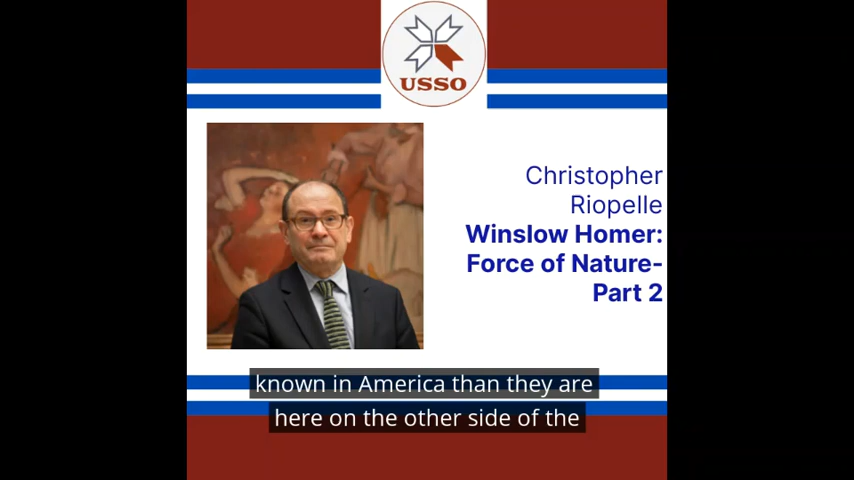 USSO
Christopher
Riopelle
Winslow Homer:
Force of Nature-
Part 2
known in America than they are
here on the other side of the